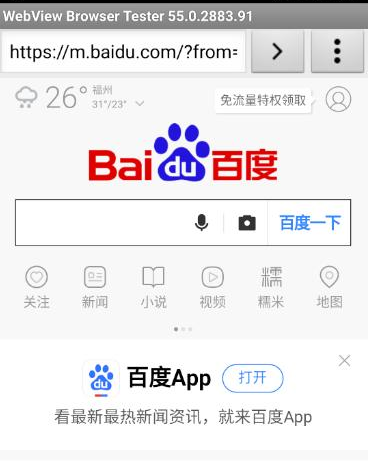 WebView Browser Tester 55.0.2883.91
https://m.baidu.com/?from=
26° 福州
31°/23°
免流量特权领取
Bai du 百度
百度一下
关注 新闻 小说 视频 糯米 地图
du 百度App 打开
看最新最热新闻资讯，就来百度App